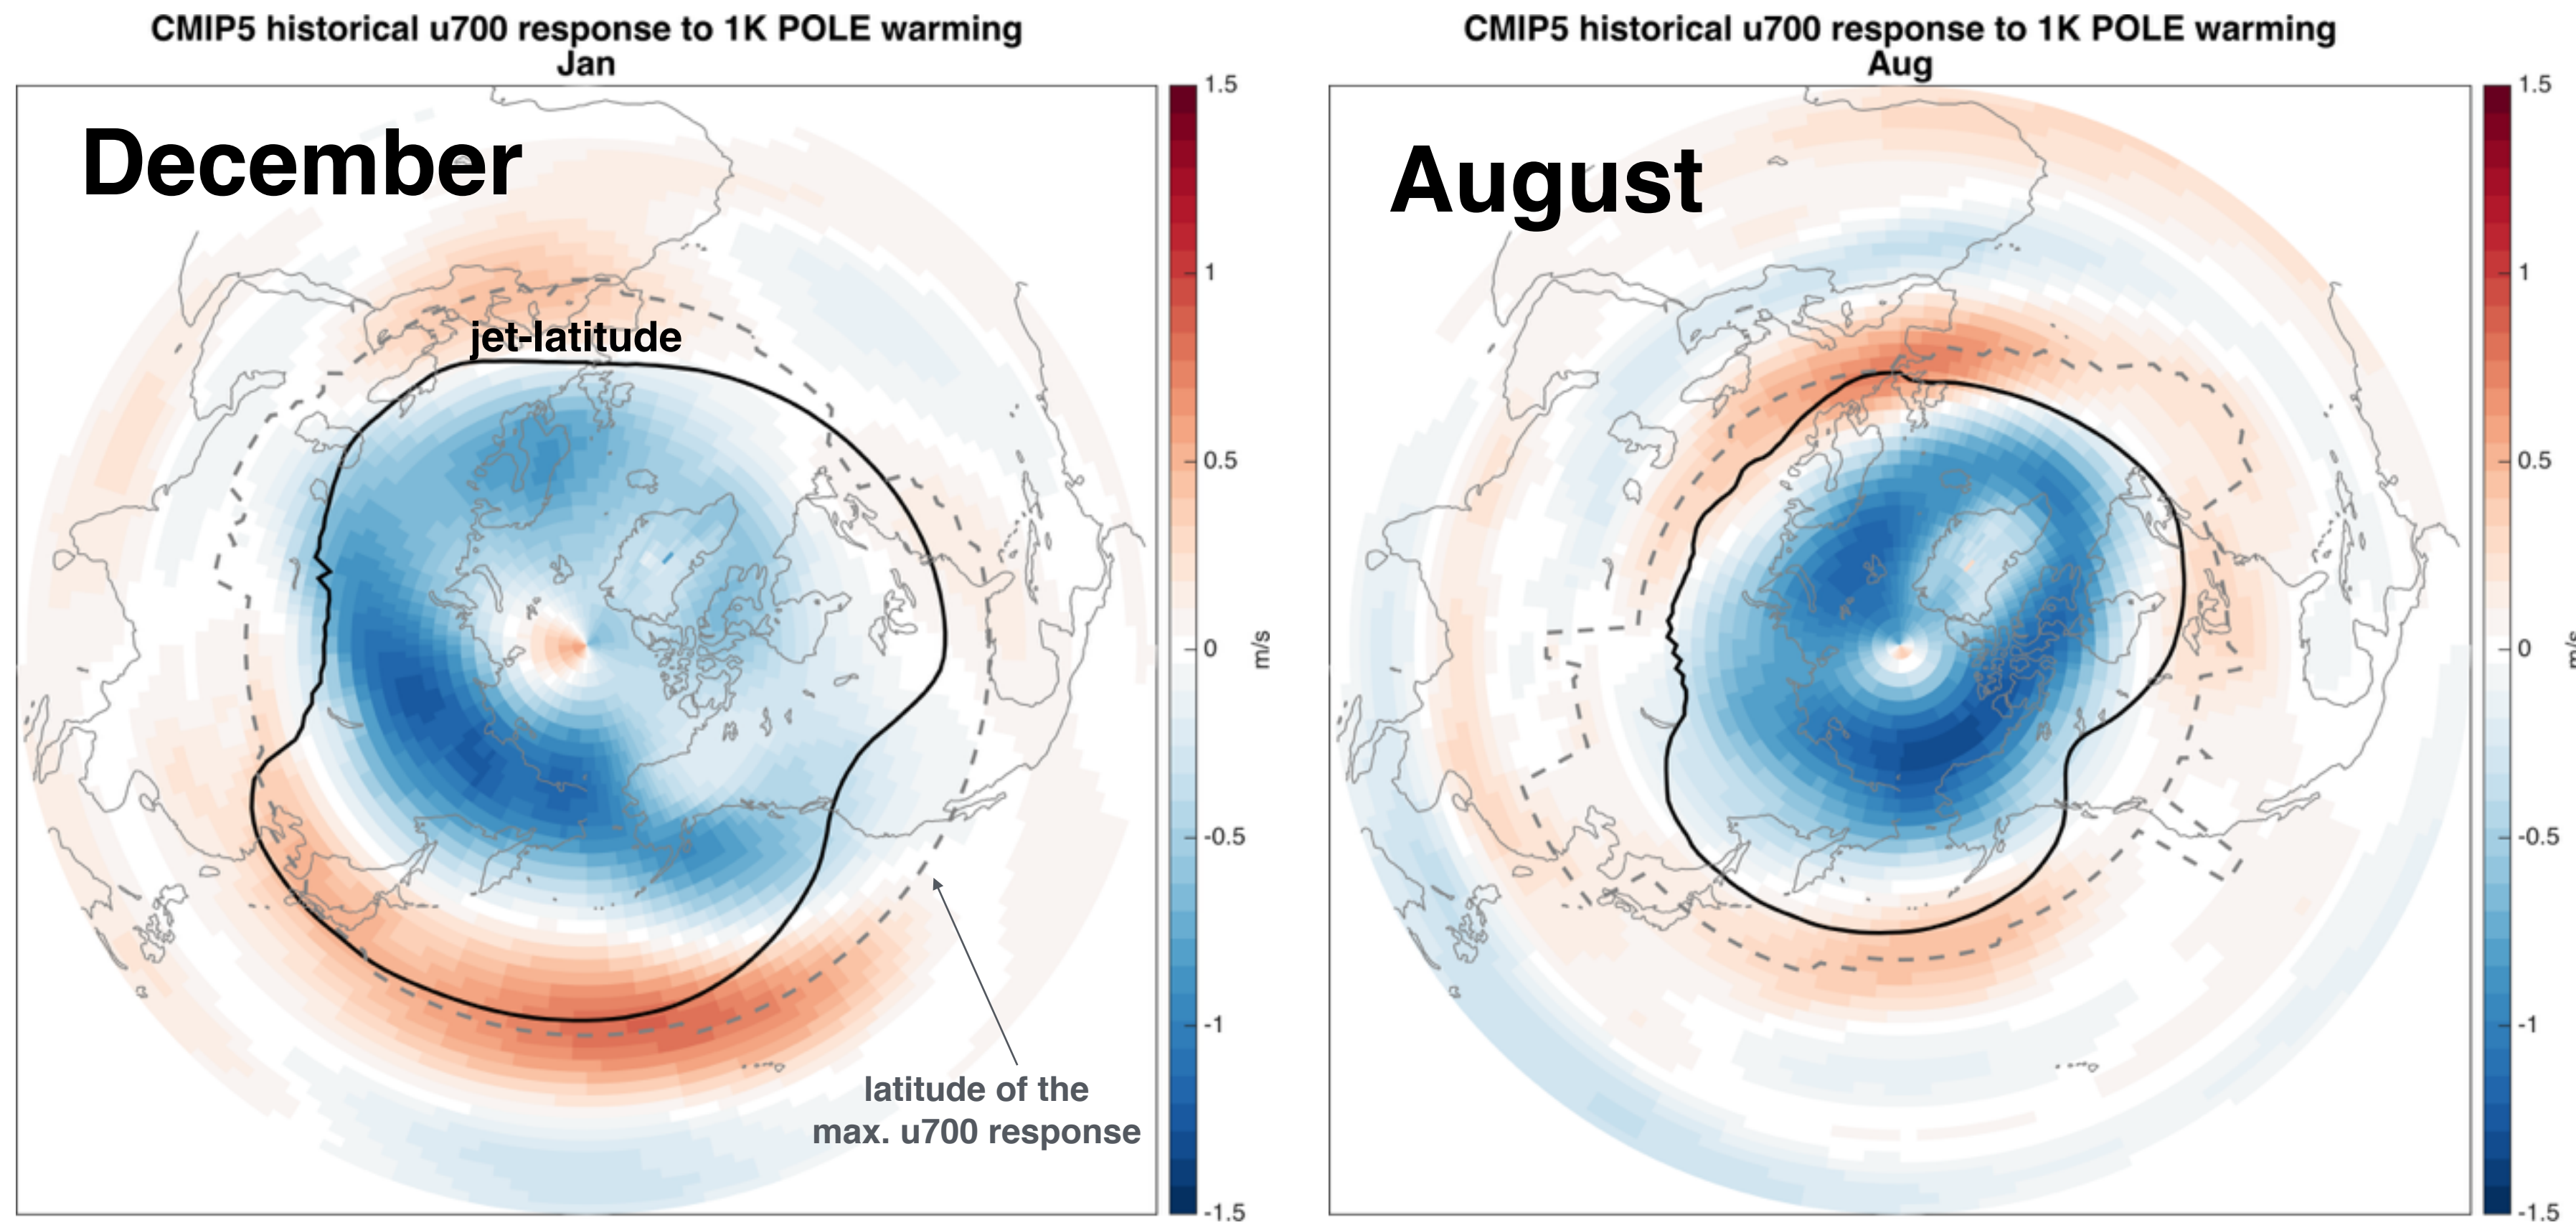 CMIP5 historical u700 response to 1K POLE warming
Jan
December
jet-latitude
latitude of the
max. u700 response
1.5
1
0.5
0
-0.5
-1
-1.5
m/s
CMIP5 historical u700 response to 1K POLE warming
Aug
August
1.5
1
0.5
0
-0.5
-1
-1.5